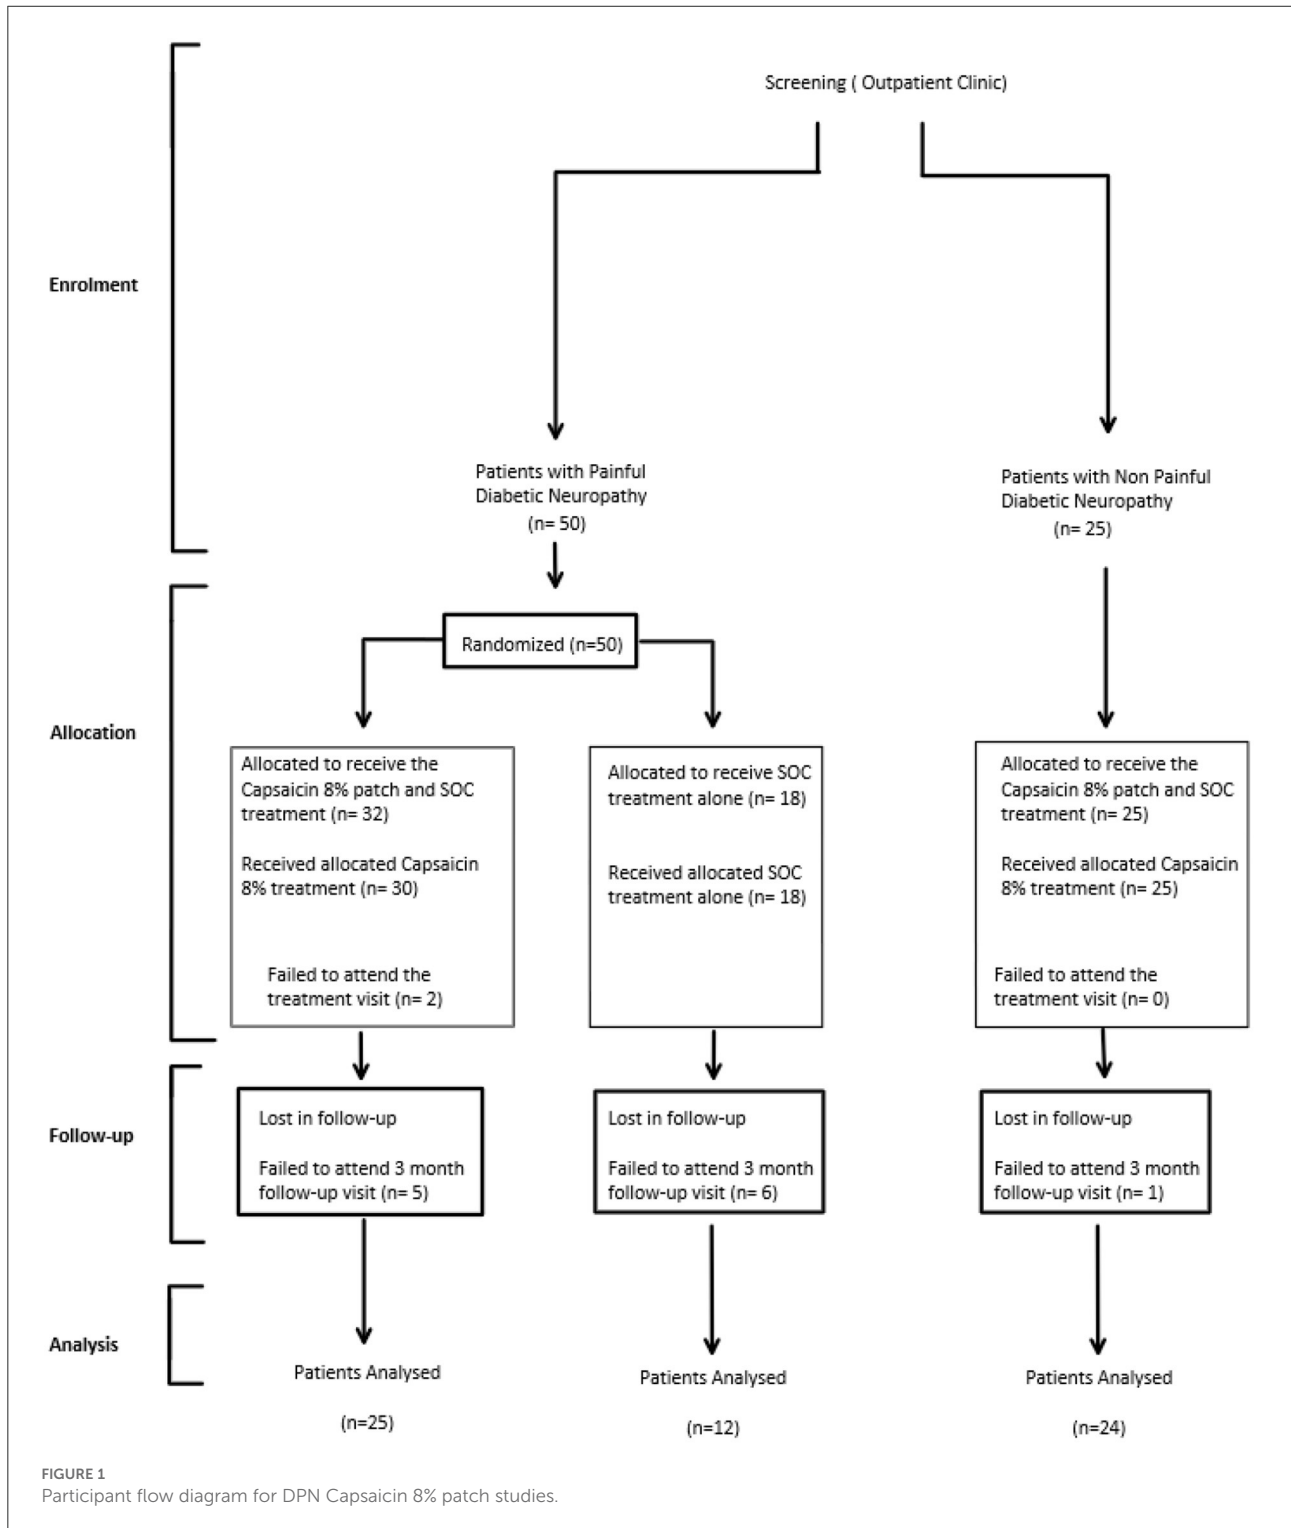 Screening ( Outpatient Clinic)
Enrolment
Patients with Painful
Diabetic Neuropathy
(n= 50)
Patients with Non Painful
Diabetic Neuropathy
(n= 25)
Randomized (n=50)
Allocation
Allocated to receive the
Capsaicin 8% patch and SOC
treatment (n= 32)
Received allocated Capsaicin
8% treatment (n= 30)
Failed to attend the
treatment visit (n= 2)
Allocated to receive SOC
treatment alone (n= 18)
Received allocated SOC
treatment alone (n= 18)
Allocated to receive the
Capsaicin 8% patch and SOC
treatment (n= 25)
Received allocated Capsaicin
8% treatment (n= 25)
Failed to attend the
treatment visit (n= 0)
Follow-up
Lost in follow-up
Failed to attend 3 month
follow-up visit (n= 5)
Lost in follow-up
Failed to attend 3 month
follow-up visit (n= 6)
Lost in follow-up
Failed to attend 3 month
follow-up visit (n= 1)
Analysis
Patients Analysed
(n=25)
Patients Analysed
(n=12)
Patients Analysed
(n=24)
FIGURE 1
Participant flow diagram for DPN Capsaicin 8% patch studies.